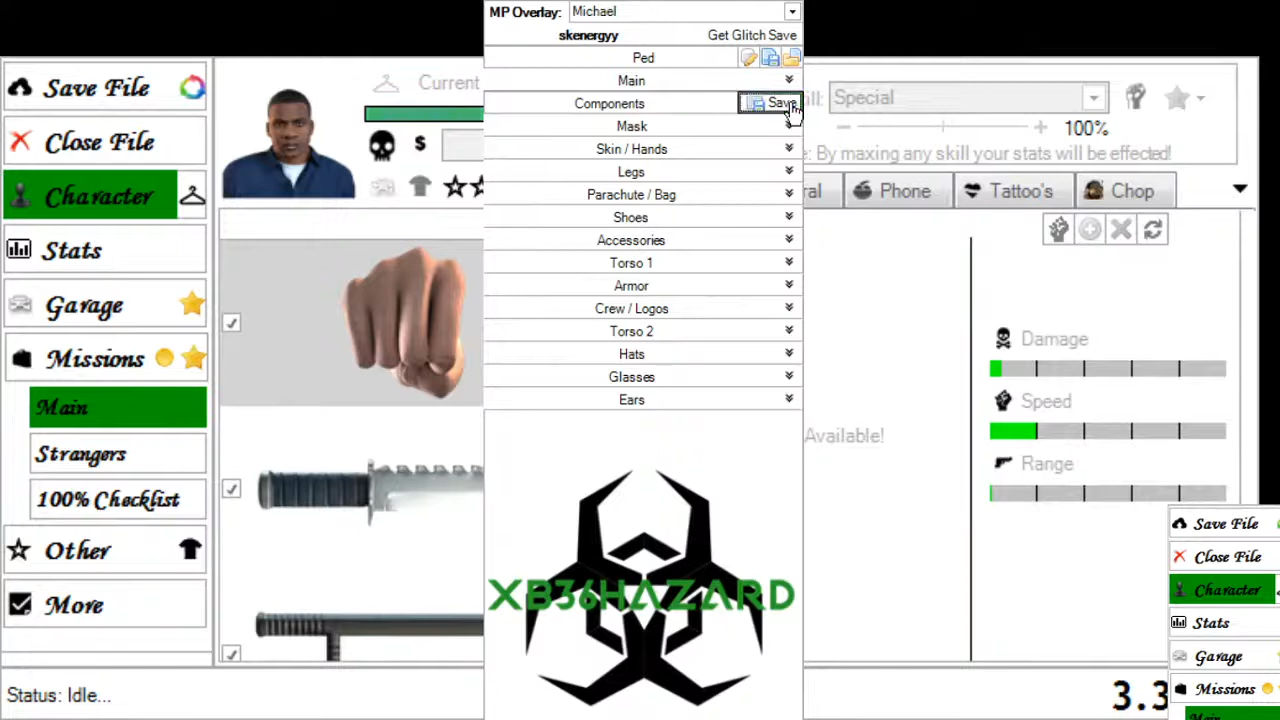 MP Overlay: Michael
skenergyy Get Glitch Save
Ped
Main
Components Save
Mask
Skin / Hands
Legs
Parachute / Bag
Shoes
Accessories
Torso 1
Armor
Crew / Logos
Torso 2
Hats
Glasses
Ears
XB36HAZARD
Save File
Close File
Character
Stats
Garage
Missions
Main
Strangers
100% Checklist
Other
More
Status: Idle...
Current
$
Special
100%
By maxing any skill your stats will be effected!
Phone
Tattoo's
Chop
Damage
Speed
Range
Available!
3.3
Save File
Close File
Character
Stats
Garage
Missions
Main